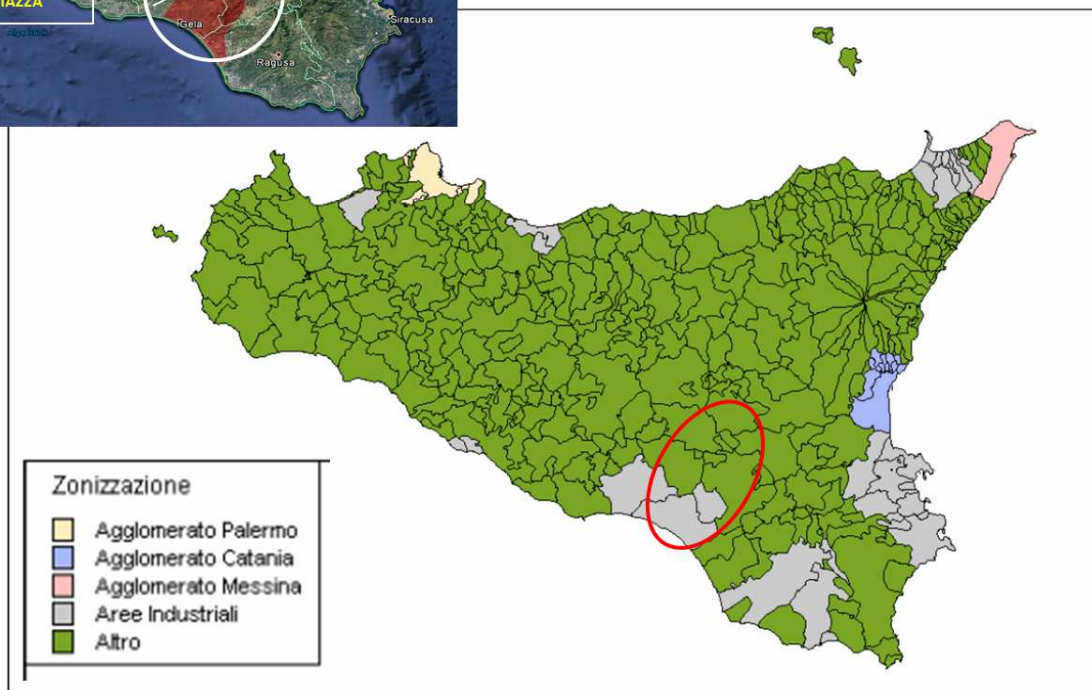 IAZZA
Gela
Siracusa
Ragusa
Zonizzazione
Agglomerato Palermo
Agglomerato Catania
Agglomerato Messina
Aree Industriali
Altro